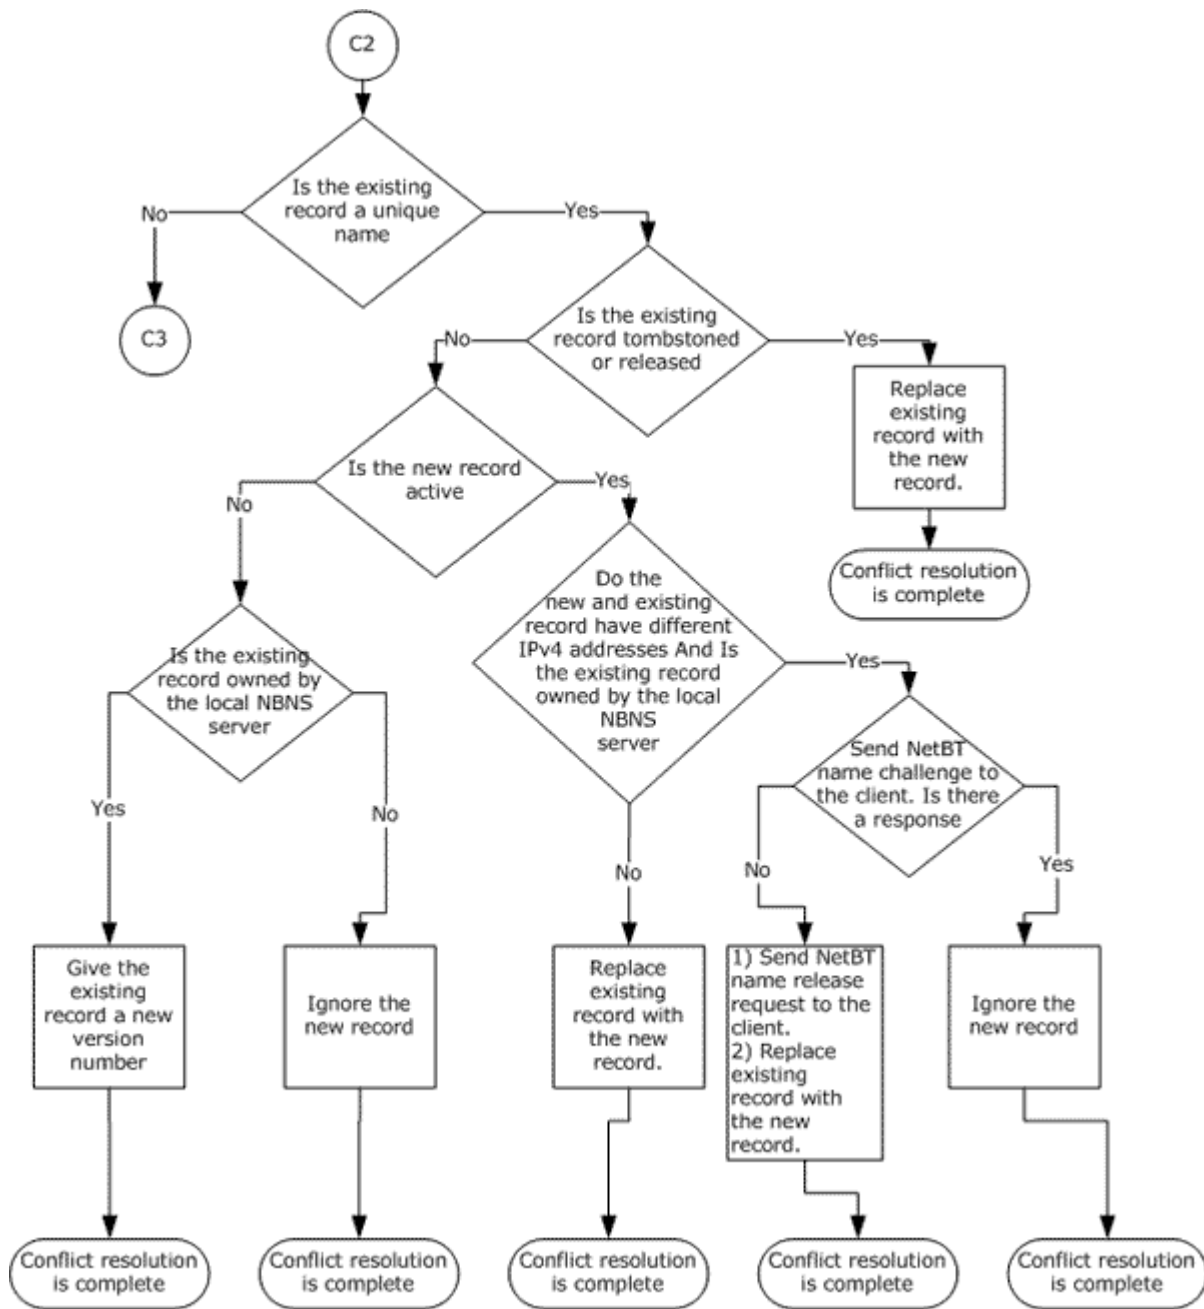 C2
Is the existing
record a unique
name
No
Yes
C3
Is the existing
record tombstoned
or released
No
Yes
Replace
existing
record with
the new
record.
Conflict resolution
is complete
Is the new record
active
No
Yes
Do the
new and existing
record have different
IPv4 addresses And Is
the existing record
owned by the local
NBNS
server
Yes
No
Is the existing
record owned by
the local NBNS
server
Yes
No
Send NetBT
name challenge to
the client. Is there
a response
No
Yes
Give the
existing
record a new
version
number
Ignore the
new record
Replace
existing
record with
the new
record.
1) Send NetBT
name release
request to the
client.
2) Replace
existing
record with
the new
record.
Ignore the
new record
Conflict resolution
is complete
Conflict resolution
is complete
Conflict resolution
is complete
Conflict resolution
is complete
Conflict resolution
is complete